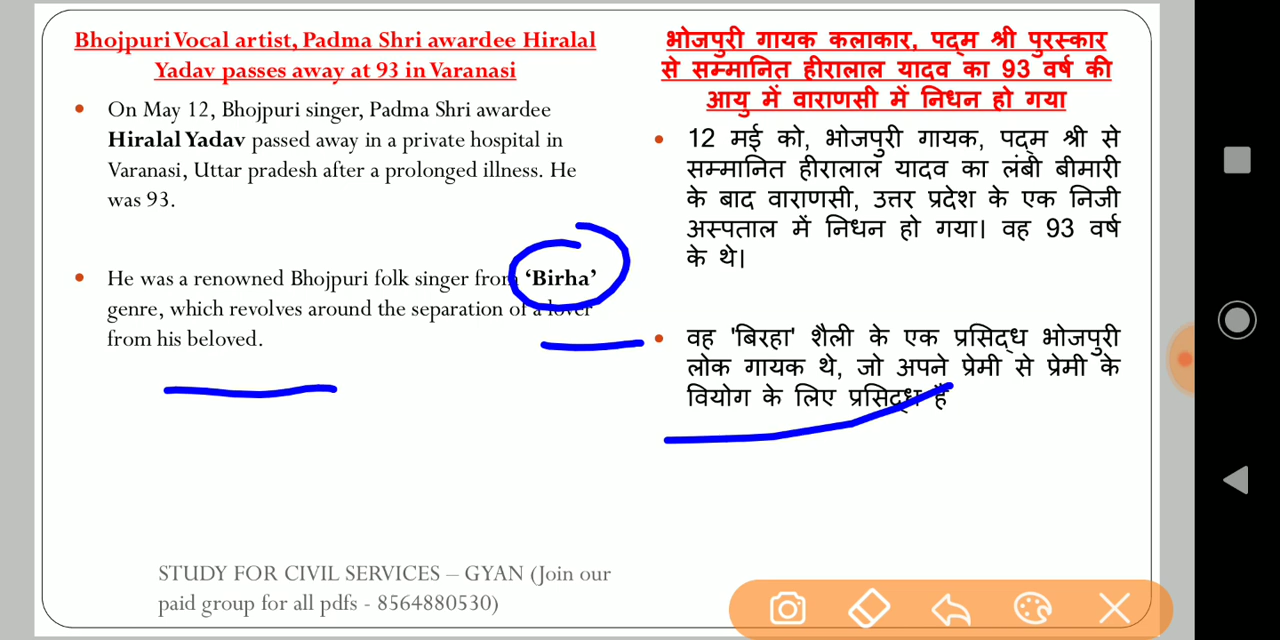 Bhojpuri Vocal artist, Padma Shri awardee Hiralal
Yadav passes away at 93 in Varanasi
On May 12, Bhojpuri singer, Padma Shri awardee
Hiralal Yadav passed away in a private hospital in
Varanasi, Uttar pradesh after a prolonged illness. He
was 93.
He was a renowned Bhojpuri folk singer from ‘Birha’
genre, which revolves around the separation of a lover
from his beloved.
भोजपुरी गायक कलाकार, पद्म श्री पुरस्कार
से सम्मानित हीरालाल यादव का 93 वर्ष की
आयु में वाराणसी में निधन हो गया
12 मई को, भोजपुरी गायक, पद्म श्री से
सम्मानित हीरालाल यादव का लंबी बीमारी
के बाद वाराणसी, उत्तर प्रदेश के एक निजी
अस्पताल में निधन हो गया। वह 93 वर्ष
के थे।
वह 'बिरहा' शैली के एक प्रसिद्ध भोजपुरी
लोक गायक थे, जो अपने प्रेमी से प्रेमी के
वियोग के लिए प्रसिद्ध है
STUDY FOR CIVIL SERVICES – GYAN (Join our
paid group for all pdfs - 8564880530)